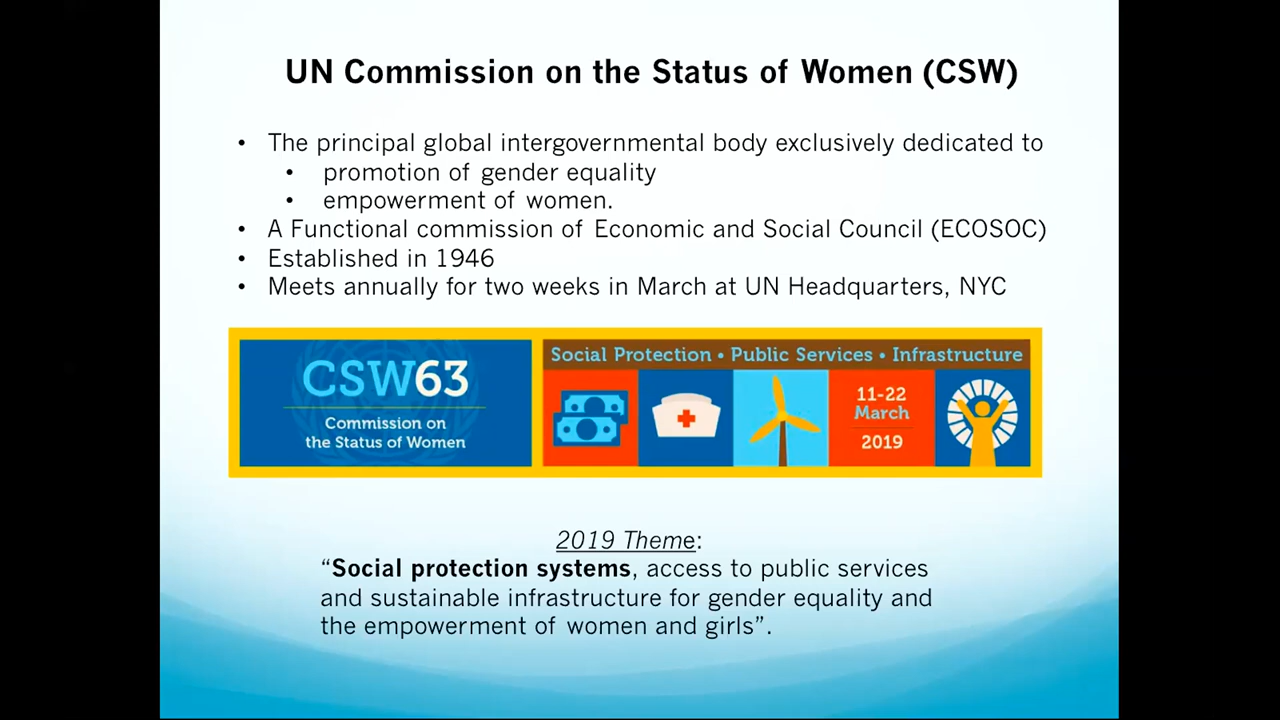 UN Commission on the Status of Women (CSW)
• The principal global intergovernmental body exclusively dedicated to
• promotion of gender equality
• empowerment of women.
• A Functional commission of Economic and Social Council (ECOSOC)
• Established in 1946
• Meets annually for two weeks in March at UN Headquarters, NYC
CSW63
Commission on
the Status of Women
Social Protection • Public Services • Infrastructure
11-22
March
2019
2019 Theme:
“Social protection systems, access to public services
and sustainable infrastructure for gender equality and
the empowerment of women and girls”.